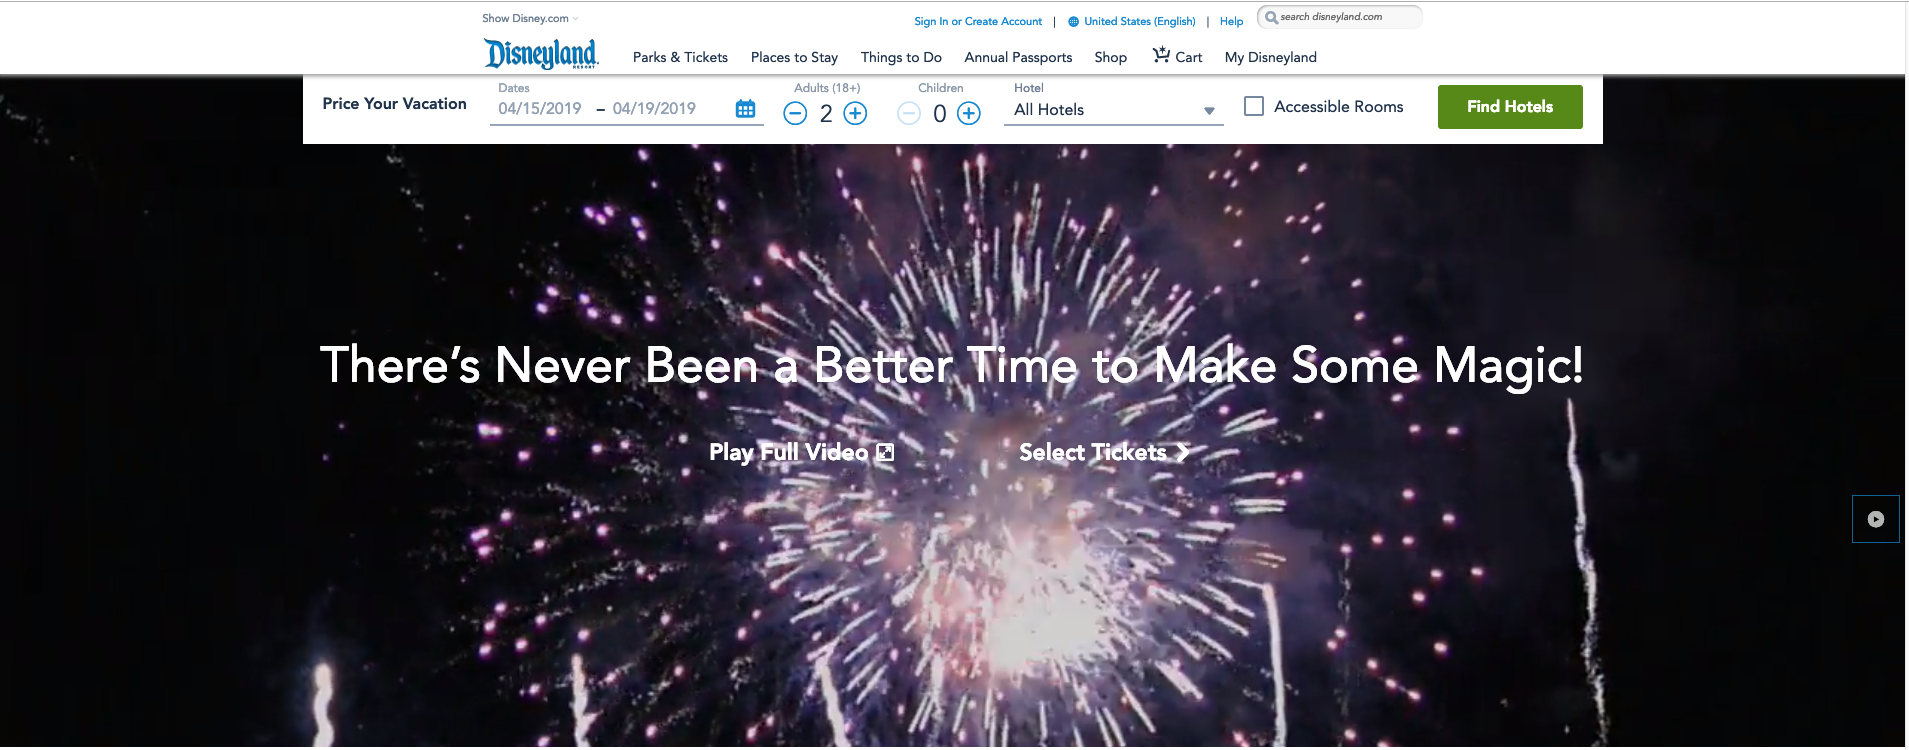 Show Disney.com
Sign In or Create Account | United States (English) | Help
search disneyland.com
Disneyland RESORT
Parks & Tickets Places to Stay Things to Do Annual Passports Shop Cart My Disneyland
Price Your Vacation
Dates
04/15/2019 – 04/19/2019
Adults (18+)
2
Children
0
Hotel
All Hotels
Accessible Rooms
Find Hotels
There's Never Been a Better Time to Make Some Magic!
Play Full Video
Select Tickets